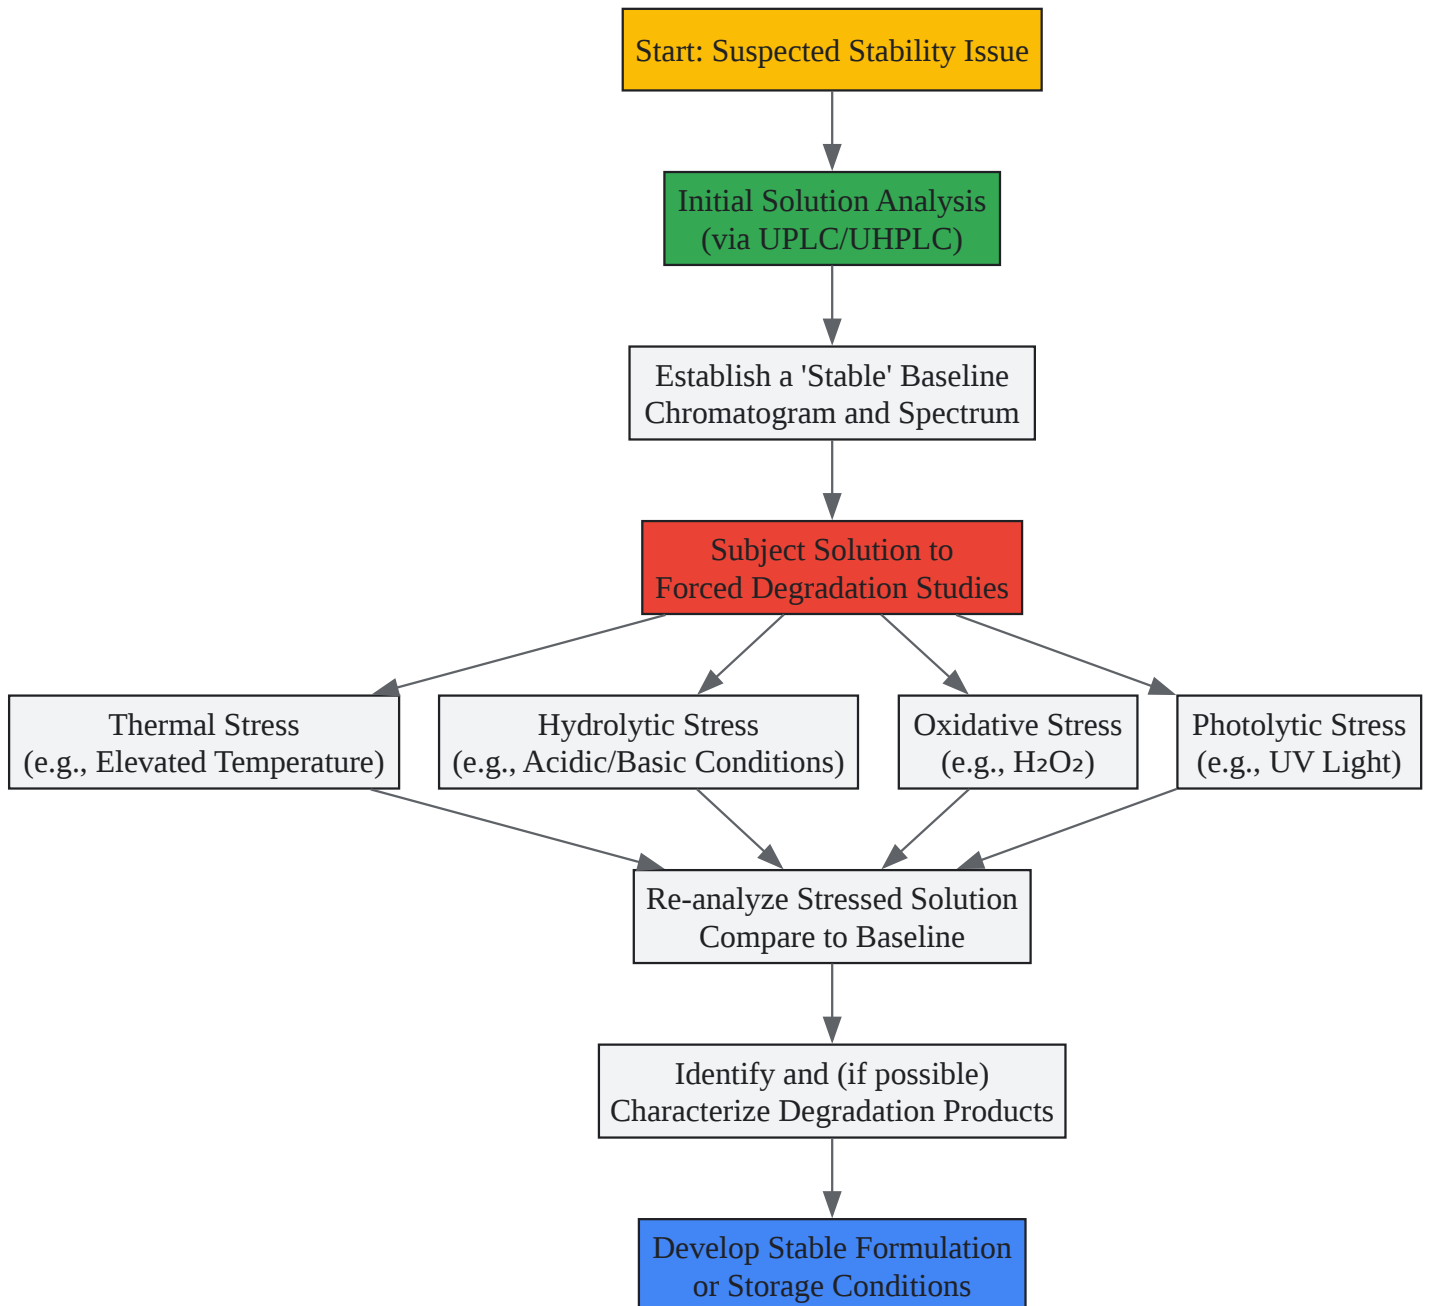 Start: Suspected Stability Issue
Initial Solution Analysis
(via UPLC/UHPLC)
Establish a 'Stable' Baseline
Chromatogram and Spectrum
Subject Solution to
Forced Degradation Studies
Thermal Stress
(e.g., Elevated Temperature)
Hydrolytic Stress
(e.g., Acidic/Basic Conditions)
Oxidative Stress
(e.g., H₂O₂)
Photolytic Stress
(e.g., UV Light)
Re-analyze Stressed Solution
Compare to Baseline
Identify and (if possible)
Characterize Degradation Products
Develop Stable Formulation
or Storage Conditions